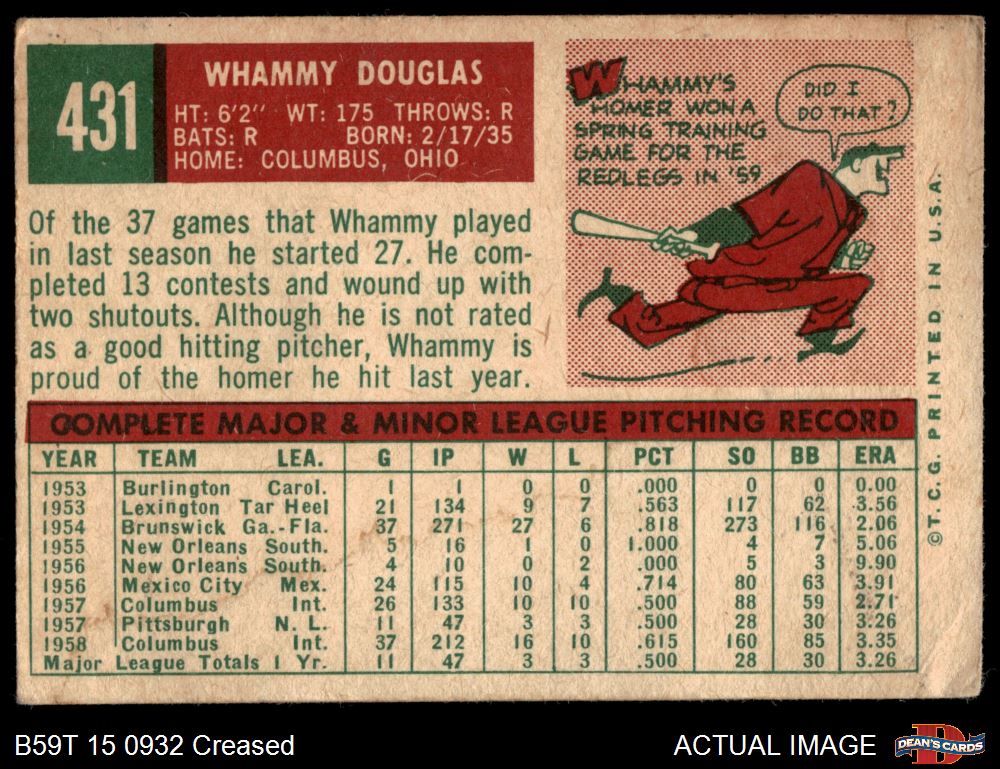 431
WHAMMY DOUGLAS
HT: 6'2" WT: 175 THROWS: R
BATS: R BORN: 2/17/35
HOME: COLUMBUS, OHIO
Of the 37 games that Whammy played
in last season he started 27. He com-
pleted 13 contests and wound up with
two shutouts. Although he is not rated
as a good hitting pitcher, Whammy is
proud of the homer he hit last year.
WHAMMY'S
HOMER WON A
SPRING TRAINING
GAME FOR THE
REDLEGS IN '59
DID I
DO THAT?
COMPLETE MAJOR & MINOR LEAGUE PITCHING RECORD
YEAR TEAM LEA. G IP W L PCT SO BB ERA
1953 Burlington Carol. 1 1 0 0 .000 0 0 0.00
1953 Lexington Tar Heel 21 134 9 7 .563 117 62 3.56
1954 Brunswick Ga.-Fla. 37 271 27 6 .818 273 116 2.06
1955 New Orleans South. 5 16 1 0 1.000 4 7 5.06
1956 New Orleans South. 4 10 0 2 .000 5 3 9.90
1956 Mexico City Mex. 24 115 10 4 .714 80 63 3.91
1957 Columbus Int. 26 133 10 10 .500 88 59 2.71
1957 Pittsburgh N. L. 11 47 3 3 .500 28 30 3.26
1958 Columbus Int. 37 212 16 10 .615 160 85 3.35
Major League Totals 1 Yr. 11 47 3 3 .500 28 30 3.26
©T.C.G. PRINTED IN U.S.A.
B59T 15 0932 Creased
ACTUAL IMAGE
DEAN'S CARDS